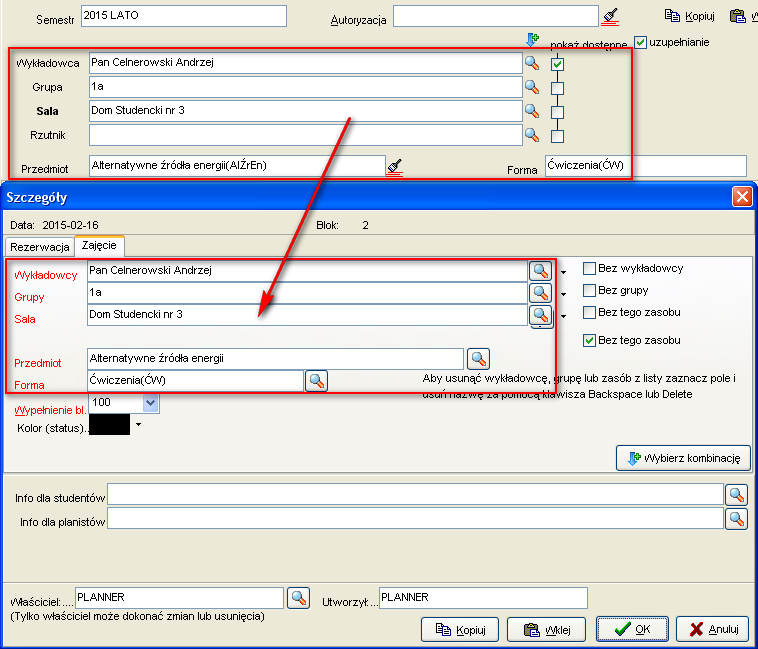 Semestr 2015 LATO Autoryzacja Kopiuj
pokaż dostępne uzupełnianie
Wykładowca Pan Celnerowski Andrzej
Grupa 1a
Sala Dom Studencki nr 3
Rzutnik
Przedmiot Alternatywne źródła energii(AlŹrEn) Forma Ćwiczenia(ĆW)
Szczegóły
Data: 2015-02-16 Blok: 2
Rezerwacja Zajęcie
Wykładowcy Pan Celnerowski Andrzej Bez wykładowcy
Grupy 1a Bez grupy
Sala Dom Studencki nr 3 Bez tego zasobu
Bez tego zasobu
Przedmiot Alternatywne źródła energii
Forma Ćwiczenia(ĆW) Aby usunąć wykładowcę, grupę lub zasób z listy zaznacz pole i
usuń nazwę za pomocą klawisza Backspace lub Delete
Wypełnienie bl. 100
Kolor (status)..
Wybierz kombinację
Info dla studentów
Info dla planistów
Właściciel:.... PLANNER Utworzył.... PLANNER
(Tylko właściciel może dokonać zmian lub usunięcia)
Kopiuj Wklej OK Anuluj